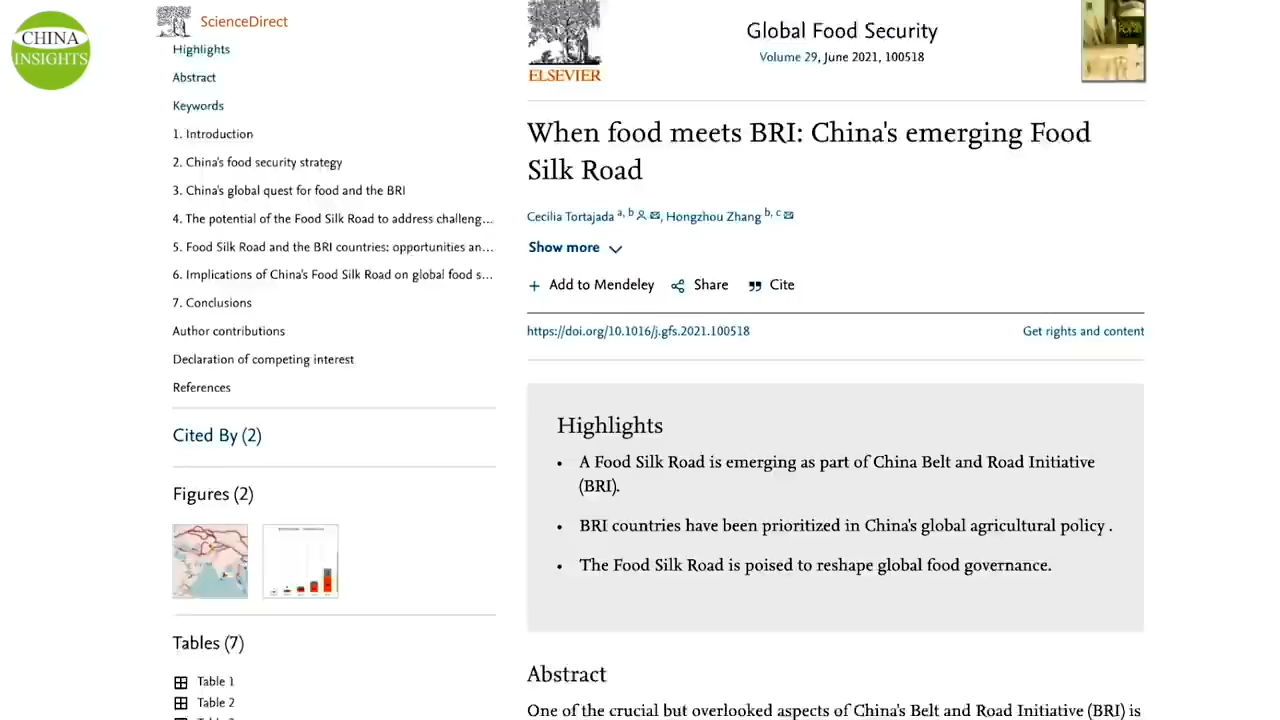 CHINA
INSIGHTS
ScienceDirect
Highlights
Abstract
Keywords
1. Introduction
2. China's food security strategy
3. China's global quest for food and the BRI
4. The potential of the Food Silk Road to address challeng...
5. Food Silk Road and the BRI countries: opportunities an...
6. Implications of China's Food Silk Road on global food s...
7. Conclusions
Author contributions
Declaration of competing interest
References
Cited By (2)
Figures (2)
Tables (7)
Table 1
Table 2
ELSEVIER
Global Food Security
Volume 29, June 2021, 100518
When food meets BRI: China's emerging Food
Silk Road
Cecilia Tortajada a, b, Hongzhou Zhang b, c
Show more
Add to Mendeley Share Cite
https://doi.org/10.1016/j.gfs.2021.100518
Get rights and content
Highlights
• A Food Silk Road is emerging as part of China Belt and Road Initiative
(BRI).
• BRI countries have been prioritized in China's global agricultural policy .
• The Food Silk Road is poised to reshape global food governance.
Abstract
One of the crucial but overlooked aspects of China's Belt and Road Initiative (BRI) is